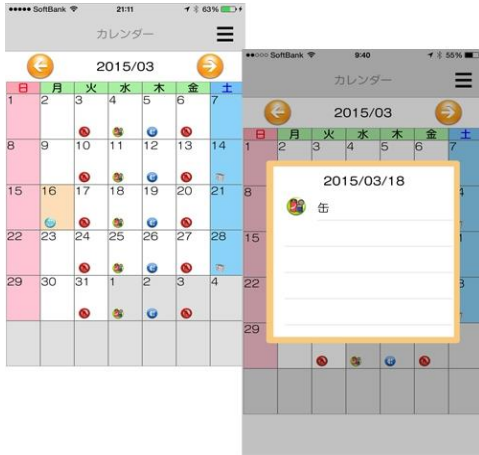 SoftBank 21:11 63%
カレンダー
2015/03
日 月 火 水 木 金 土
1 2 3 4 5 6 7
8 9 10 11 12 13 14
15 16 17 18 19 20 21
22 23 24 25 26 27 28
29 30 31 1 2 3 4
SoftBank 9:40 55%
カレンダー
2015/03
日 月 火 水 木 金 土
1 2 3 4 5 6 7
8
2015/03/18
缶
15
22
29